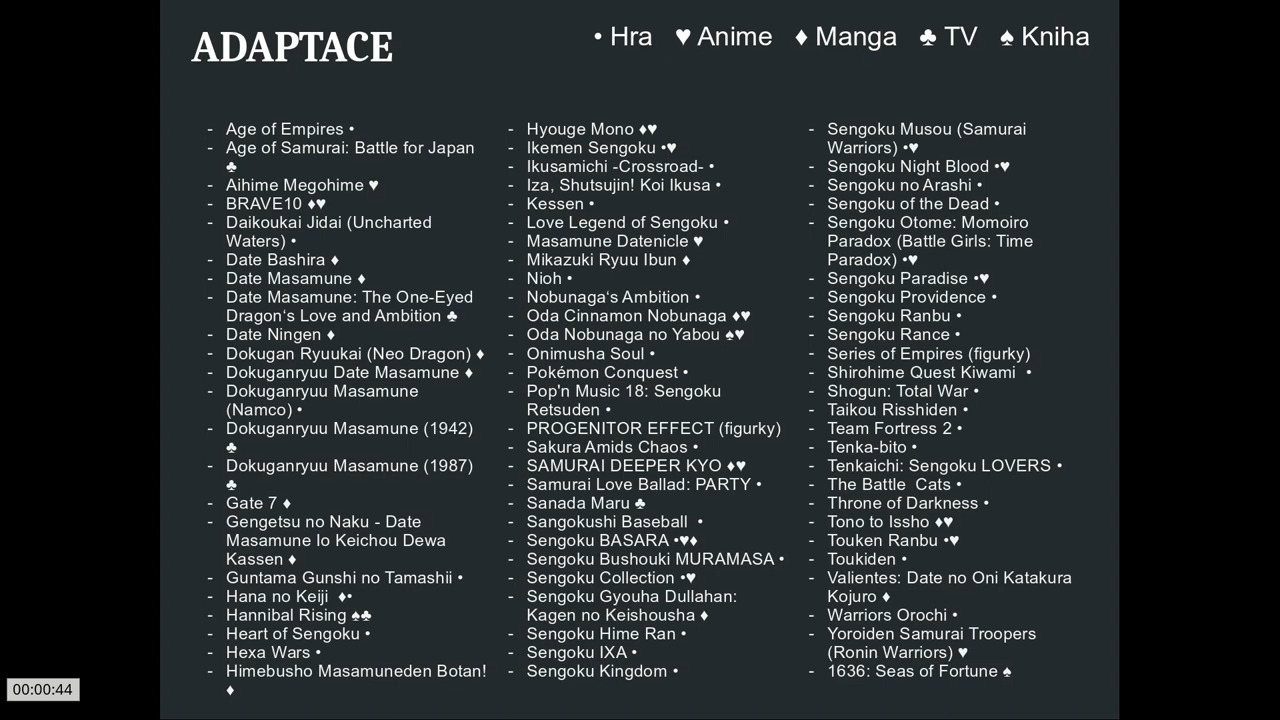 ADAPTACE
• Hra ♥ Anime ♦ Manga ♣ TV ♠ Kniha
- Age of Empires •
- Age of Samurai: Battle for Japan
♣
- Aihime Megohime ♥
- BRAVE10 ♦♥
- Daikoukai Jidai (Uncharted
Waters) •
- Date Bashira ♦
- Date Masamune ♦
- Date Masamune: The One-Eyed
Dragon‘s Love and Ambition ♣
- Date Ningen ♦
- Dokugan Ryuukai (Neo Dragon) ♦
- Dokuganryuu Date Masamune ♦
- Dokuganryuu Masamune
(Namco) •
- Dokuganryuu Masamune (1942)
♣
- Dokuganryuu Masamune (1987)
♣
- Gate 7 ♦
- Gengetsu no Naku - Date
Masamune Io Keichou Dewa
Kassen ♦
- Guntama Gunshi no Tamashii •
- Hana no Keiji ♦•
- Hannibal Rising ♠♣
- Heart of Sengoku •
- Hexa Wars •
- Himebusho Masamuneden Botan!
♦
- Hyouge Mono ♦♥
- Ikemen Sengoku •♥
- Ikusamichi -Crossroad- •
- Iza, Shutsujin! Koi Ikusa •
- Kessen •
- Love Legend of Sengoku •
- Masamune Datenicle ♥
- Mikazuki Ryuu Ibun ♦
- Nioh •
- Nobunaga‘s Ambition •
- Oda Cinnamon Nobunaga ♦♥
- Oda Nobunaga no Yabou ♠♥
- Onimusha Soul •
- Pokémon Conquest •
- Pop'n Music 18: Sengoku
Retsuden •
- PROGENITOR EFFECT (figurky)
- Sakura Amids Chaos •
- SAMURAI DEEPER KYO ♦♥
- Samurai Love Ballad: PARTY •
- Sanada Maru ♣
- Sangokushi Baseball •
- Sengoku BASARA •♥♦
- Sengoku Bushouki MURAMASA •
- Sengoku Collection •♥
- Sengoku Gyouha Dullahan:
Kagen no Keishousha ♦
- Sengoku Hime Ran •
- Sengoku IXA •
- Sengoku Kingdom •
- Sengoku Musou (Samurai
Warriors) •♥
- Sengoku Night Blood •♥
- Sengoku no Arashi •
- Sengoku of the Dead •
- Sengoku Otome: Momoiro
Paradox (Battle Girls: Time
Paradox) •♥
- Sengoku Paradise •♥
- Sengoku Providence •
- Sengoku Ranbu •
- Sengoku Rance •
- Series of Empires (figurky)
- Shirohime Quest Kiwami •
- Shogun: Total War •
- Taikou Risshiden •
- Team Fortress 2 •
- Tenka-bito •
- Tenkaichi: Sengoku LOVERS •
- The Battle Cats •
- Throne of Darkness •
- Tono to Issho ♦♥
- Touken Ranbu •♥
- Toukiden •
- Valientes: Date no Oni Katakura
Kojuro ♦
- Warriors Orochi •
- Yoroiden Samurai Troopers
(Ronin Warriors) ♥
- 1636: Seas of Fortune ♠
00:00:44